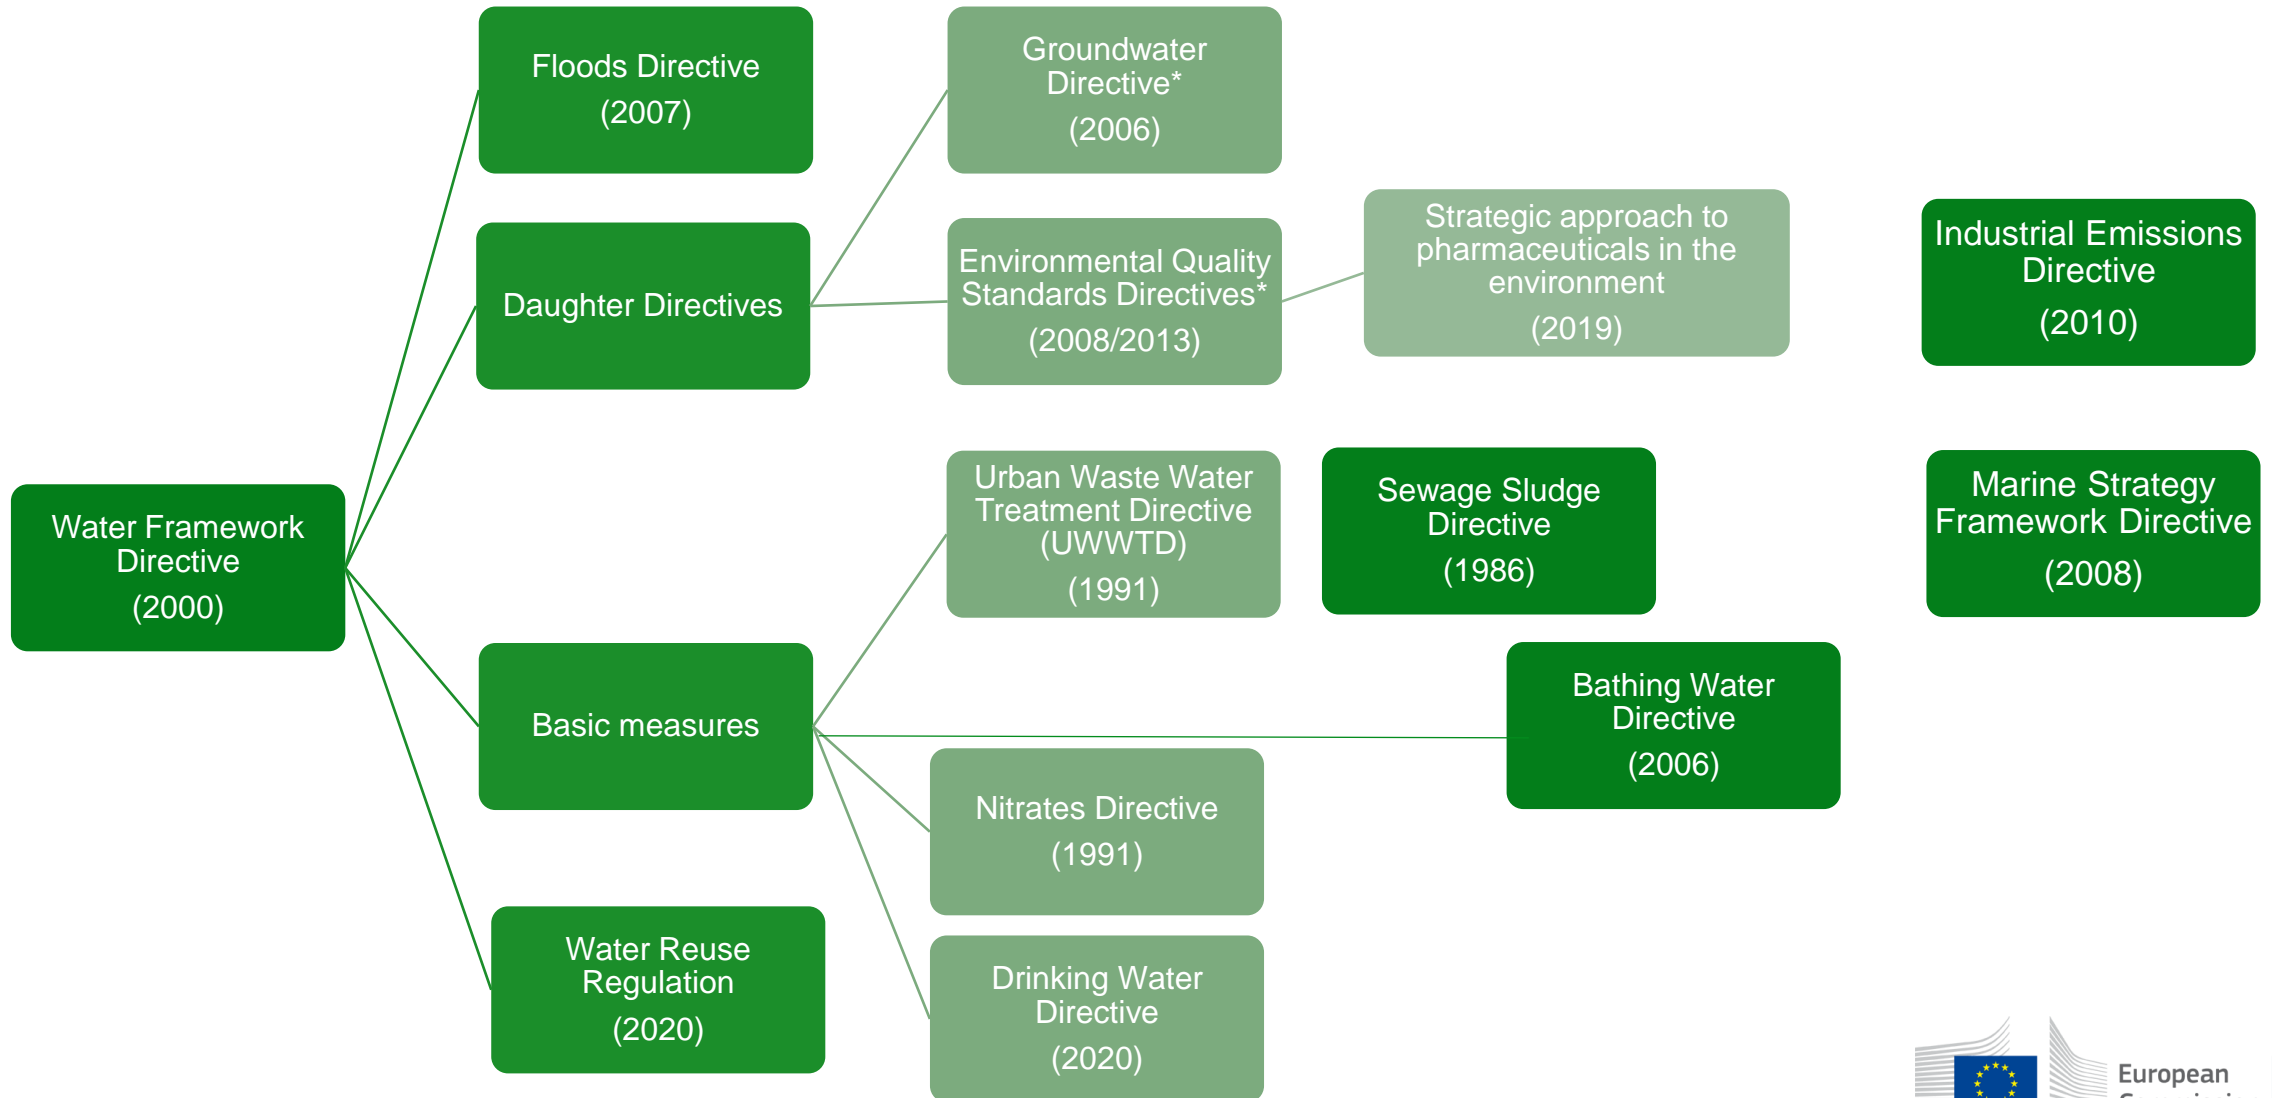 Floods Directive
(2007)
Groundwater
Directive*
(2006)
Daughter Directives
Environmental Quality
Standards Directives*
(2008/2013)
Strategic approach to
pharmaceuticals in the
environment
(2019)
Industrial Emissions
Directive
(2010)
Water Framework
Directive
(2000)
Urban Waste Water
Treatment Directive
(UWWTD)
(1991)
Sewage Sludge
Directive
(1986)
Marine Strategy
Framework Directive
(2008)
Basic measures
Bathing Water
Directive
(2006)
Nitrates Directive
(1991)
Water Reuse
Regulation
(2020)
Drinking Water
Directive
(2020)
European